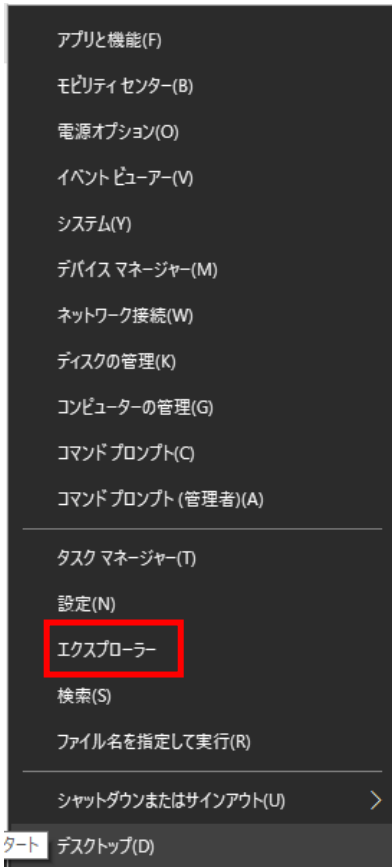 アプリと機能(F)
モビリティ センター(B)
電源オプション(O)
イベント ビューアー(V)
システム(Y)
デバイス マネージャー(M)
ネットワーク接続(W)
ディスクの管理(K)
コンピューターの管理(G)
コマンド プロンプト(C)
コマンド プロンプト (管理者)(A)
タスク マネージャー(T)
設定(N)
エクスプローラー
検索(S)
ファイル名を指定して実行(R)
シャットダウンまたはサインアウト(U)
タート
デスクトップ(D)